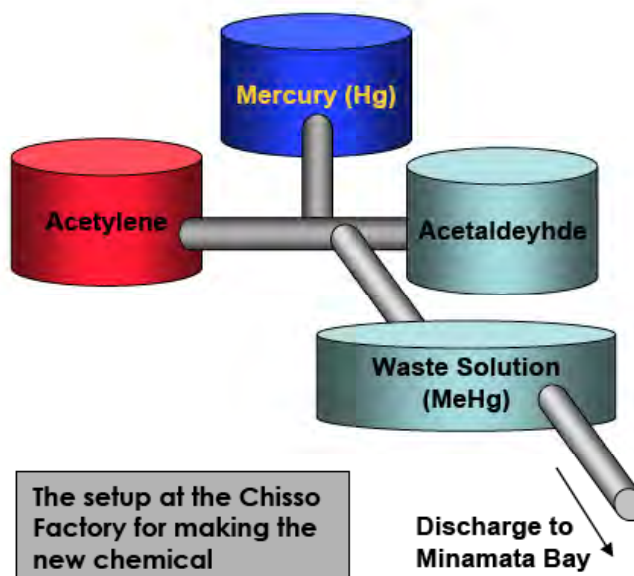 Mercury (Hg)
Acetylene
Acetaldeyhde
Waste Solution
(MeHg)
The setup at the Chisso
Factory for making the
new chemical
Discharge to
Minamata Bay